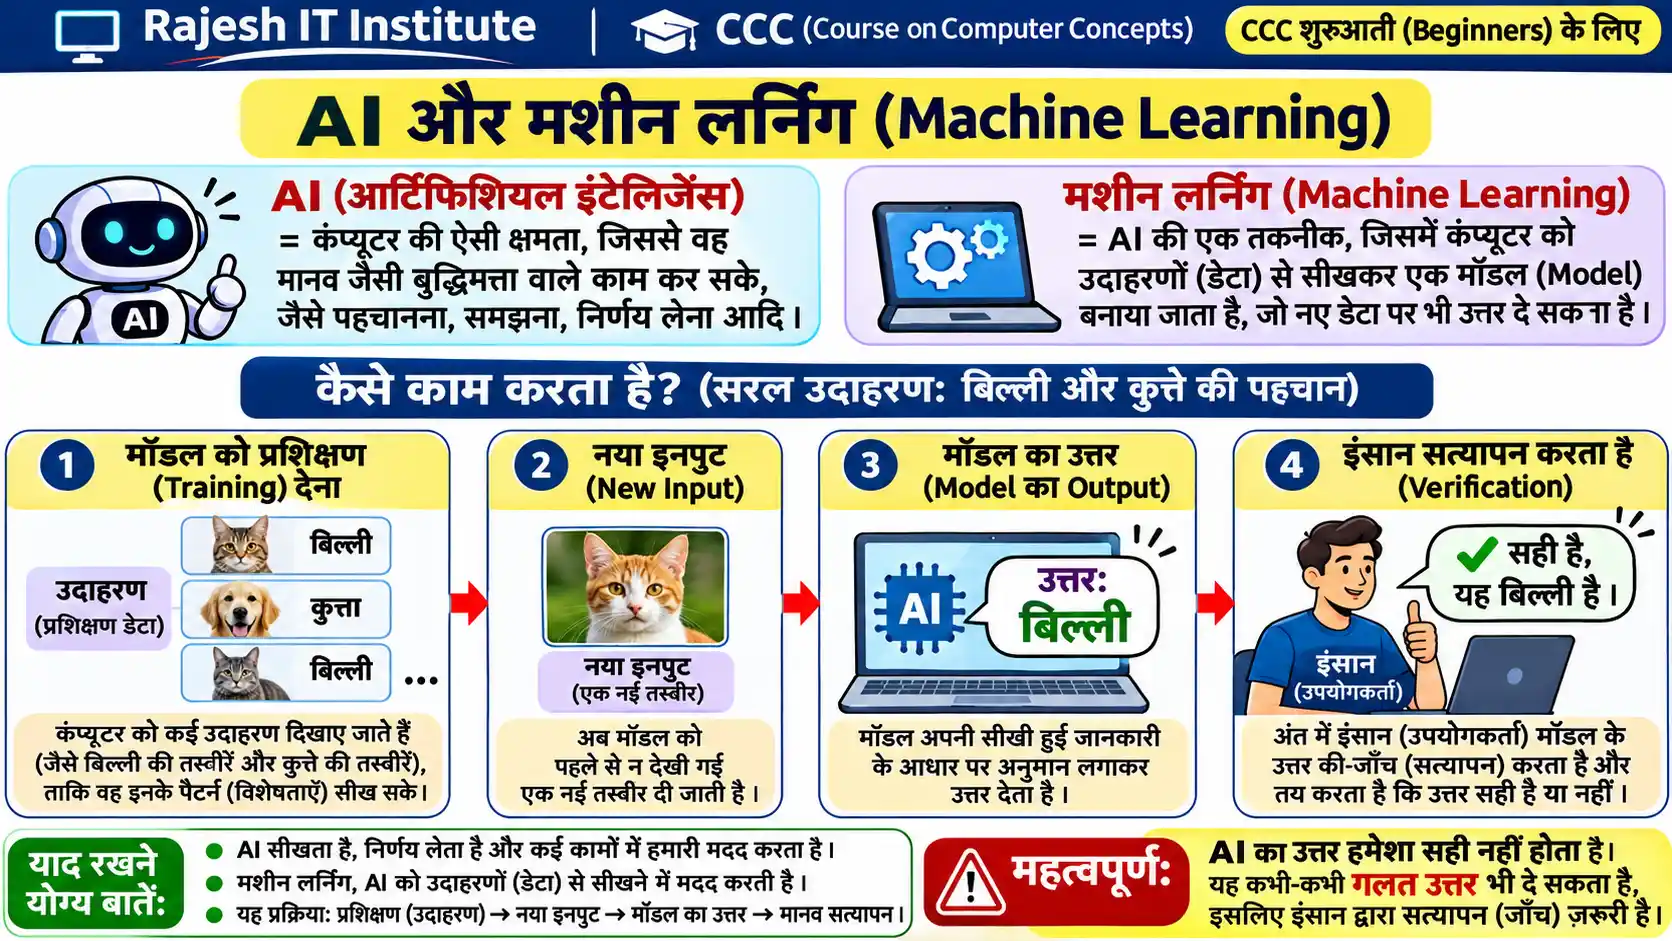 Rajesh IT Institute
CCC (Course on Computer Concepts)
CCC शुरुआती (Beginners) के लिए
AI और मशीन लर्निंग (Machine Learning)
AI (आर्टिफिशियल इंटेलिजेंस)
= कंप्यूटर की ऐसी क्षमता, जिससे वह
मानव जैसी बुद्धिमत्ता वाले काम कर सके,
जैसे पहचानना, समझना, निर्णय लेना आदि।
AI
मशीन लर्निंग (Machine Learning)
= AI की एक तकनीक, जिसमें कंप्यूटर को
उदाहरणों (डेटा) से सीखकर एक मॉडल (Model)
बनाया जाता है, जो नए डेटा पर भी उत्तर दे सकता है।
कैसे काम करता है? (सरल उदाहरण: बिल्ली और कुत्ते की पहचान)
1 मॉडल को प्रशिक्षण
(Training) देना
उदाहरण
(प्रशिक्षण डेटा)
बिल्ली
कुत्ता
बिल्ली
...
कंप्यूटर को कई उदाहरण दिखाए जाते हैं
(जैसे बिल्ली की तस्वीरें और कुत्ते की तस्वीरें),
ताकि वह इनके पैटर्न (विशेषताएँ) सीख सके।
2 नया इनपुट
(New Input)
नया इनपुट
(एक नई तस्बीर)
अब मॉडल को
पहले से न देखी गई
एक नई तस्बीर दी जाती है।
3 मॉडल का उत्तर
(Model का Output)
AI
उत्तर:
बिल्ली
मॉडल अपनी सीखी हुई जानकारी
के आधार पर अनुमान लगाकर
उत्तर देता है।
4 इंसान सत्यापन करता है
(Verification)
✓ सही है,
यह बिल्ली है।
इंसान
(उपयोगकर्ता)
अंत में इंसान (उपयोगकर्ता) मॉडल के
उत्तर की-जाँच (सत्यापन) करता है और
तय करता है कि उत्तर सही है या नहीं।
याद रखने
योग्य बातें:
● AI सीखता है, निर्णय लेता है और कई कामों में हमारी मदद करता है।
● मशीन लर्निंग, AI को उदाहरणों (डेटा) से सीखने में मदद करती है।
● यह प्रक्रिया: प्रशिक्षण (उदाहरण) → नया इनपुट → मॉडल का उत्तर → मानव सत्यापन।
महत्वपूर्ण:
AI का उत्तर हमेशा सही नहीं होता है।
यह कभी-कभी गलत उत्तर भी दे सकता है,
इसलिए इंसान द्वारा सत्यापन (जाँच) ज़रूरी है।